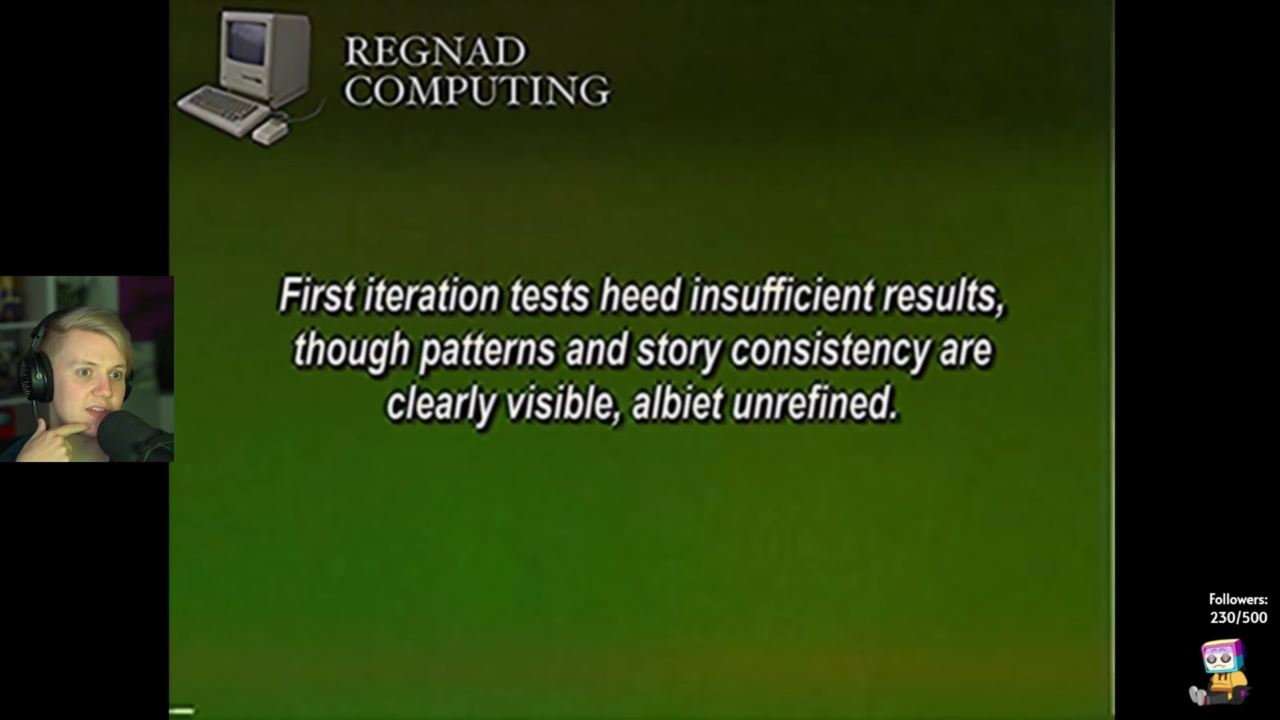 REGNAD
COMPUTING
First iteration tests heed insufficient results,
though patterns and story consistency are
clearly visible, albiet unrefined.
Followers:
230/500